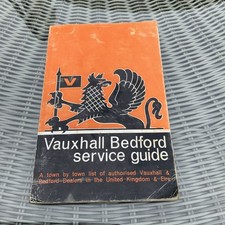 V
Vauxhall Bedford
service guide
A town by town list of authorised Vauxhall &
Bedford Dealers in the United Kingdom & Eire